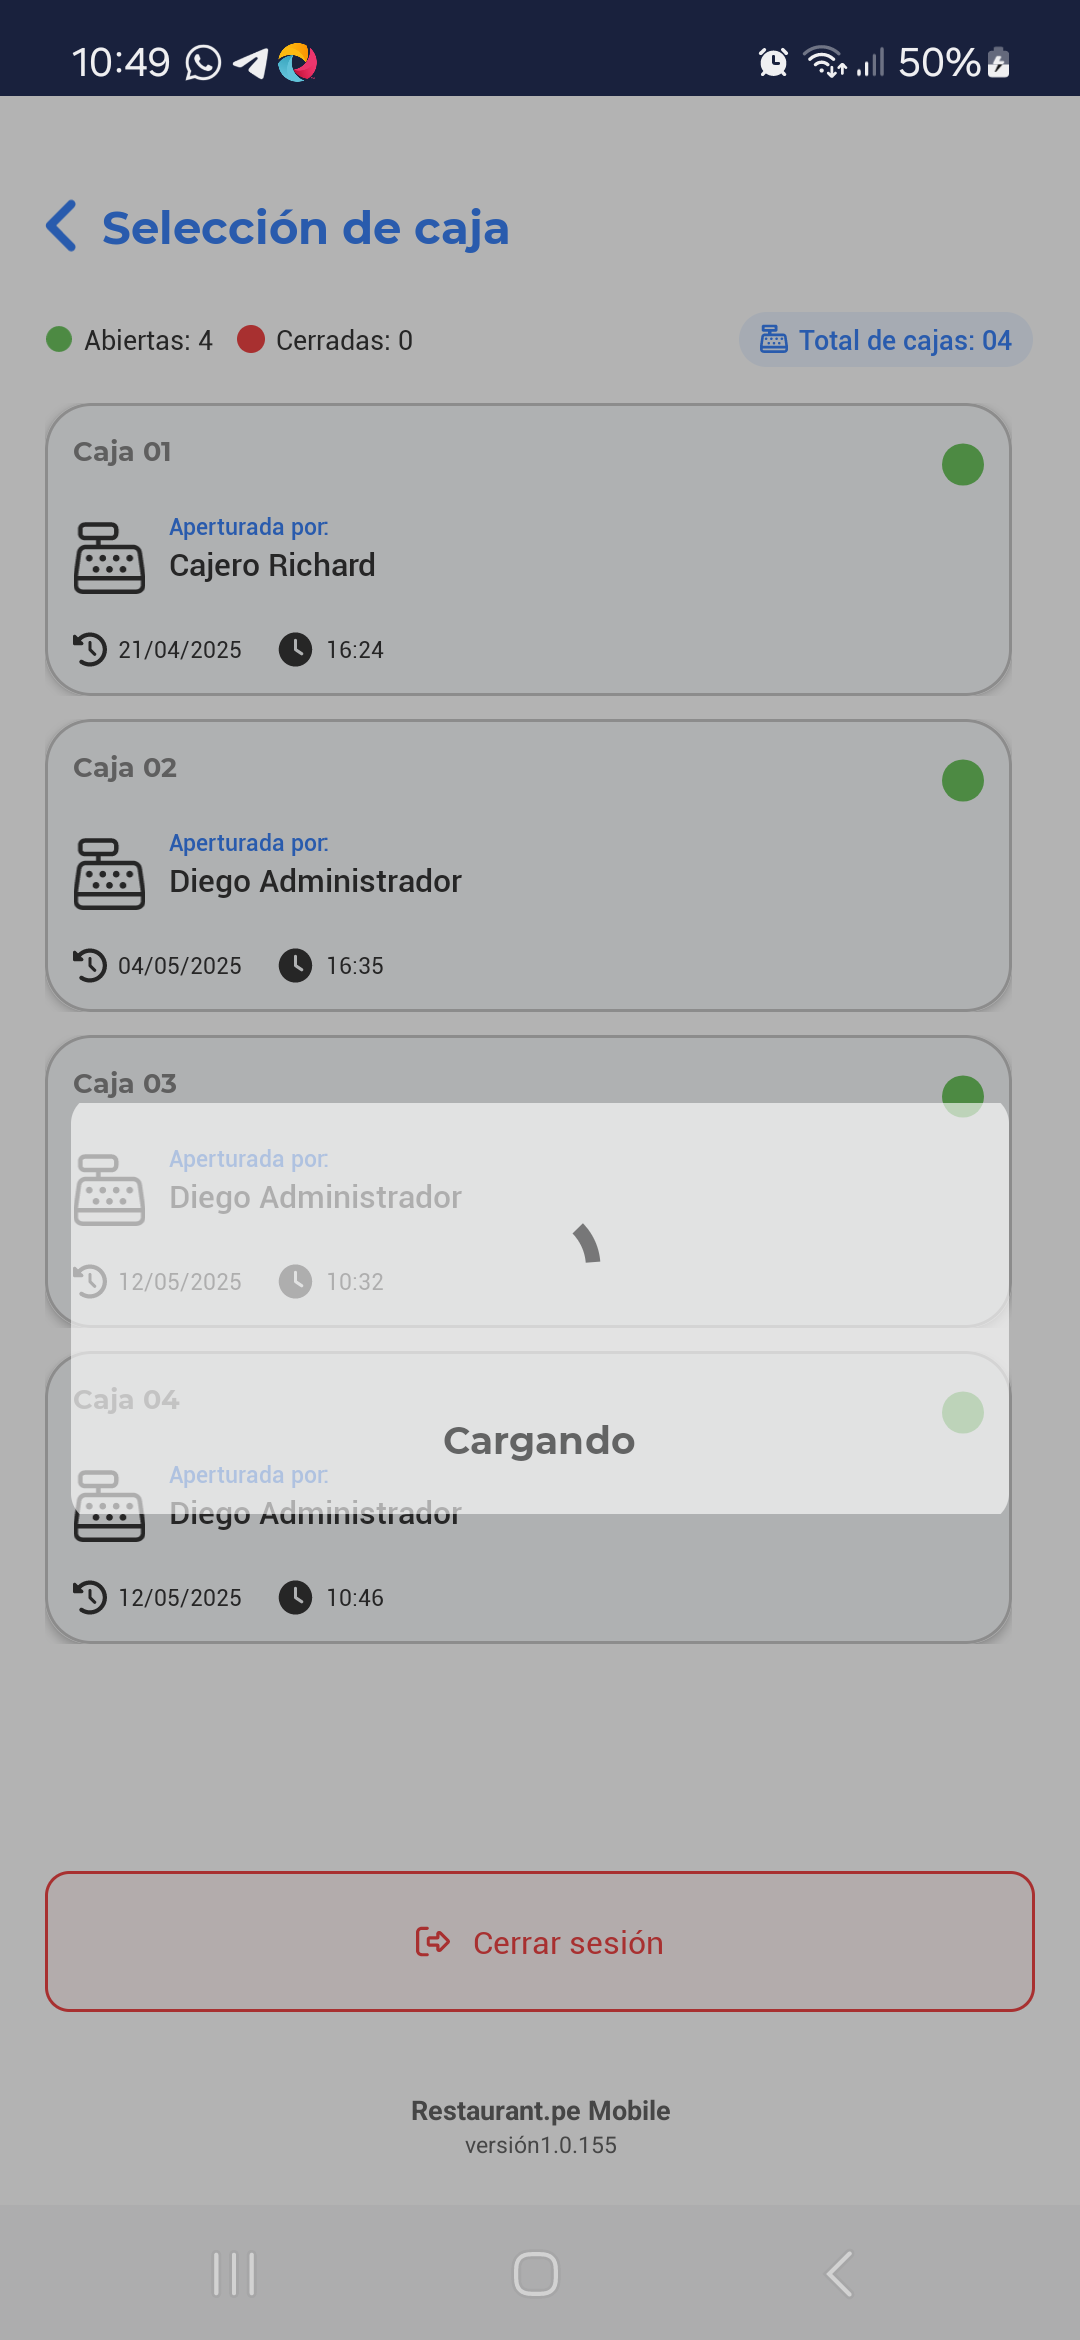 10:49
50%
Selección de caja
Abiertas: 4 Cerradas: 0 Total de cajas: 04
Caja 01
Aperturada por:
Cajero Richard
21/04/2025 16:24
Caja 02
Aperturada por:
Diego Administrador
04/05/2025 16:35
Caja 03
Aperturada por:
Diego Administrador
12/05/2025 10:32
Caja 04
Cargando
Aperturada por:
Diego Administrador
12/05/2025 10:46
Cerrar sesión
Restaurant.pe Mobile
versión1.0.155